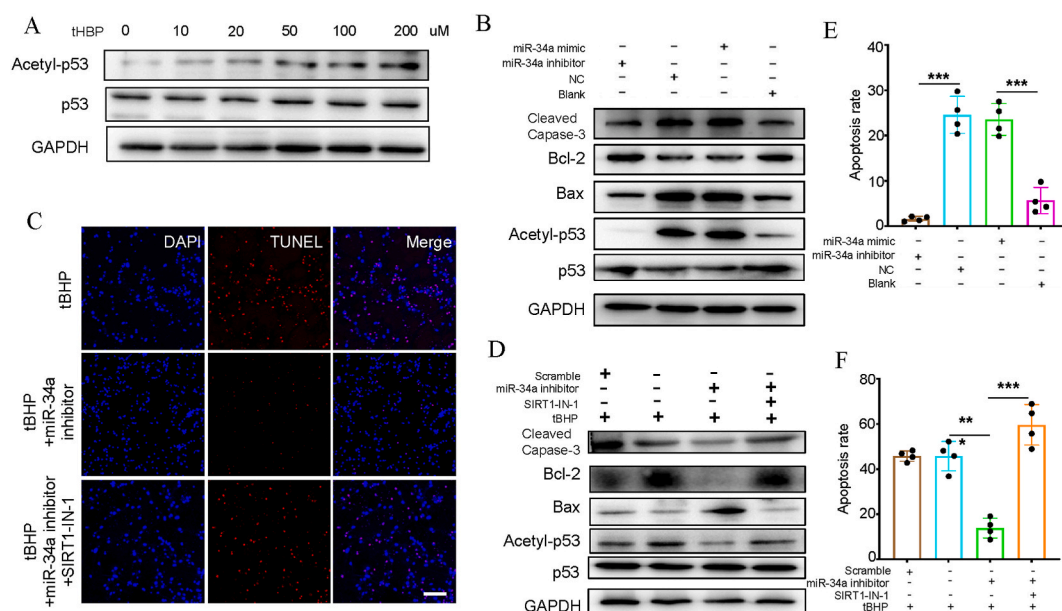 A
tHBP 0 10 20 50 100 200 uM
Acetyl-p53
p53
GAPDH
B
miR-34a mimic – – + –
miR-34a inhibitor + – – –
NC – + – –
Blank – – – +
Cleaved
Capase-3
Bcl-2
Bax
Acetyl-p53
p53
GAPDH
C
DAPI TUNEL Merge
tBHP
tBHP
+miR-34a
inhibitor
tBHP
+miR-34a inhibitor
+SIRT1-IN-1
D
Scramble + – – –
miR-34a inhibitor – – + +
SIRT1-IN-1 – – – +
tBHP + + + +
Cleaved
Capase-3
Bcl-2
Bax
Acetyl-p53
p53
GAPDH
E
Apoptosis rate
40
30
20
10
0
*** ***
miR-34a mimic – – + –
miR-34a inhibitor + – – –
NC – + – –
Blank – – – +
F
Apoptosis rate
80
60
40
20
0
***
**
*
Scramble + – – –
miR-34a inhibitor – – + +
SIRT1-IN-1 – – – +
tBHP + + + +